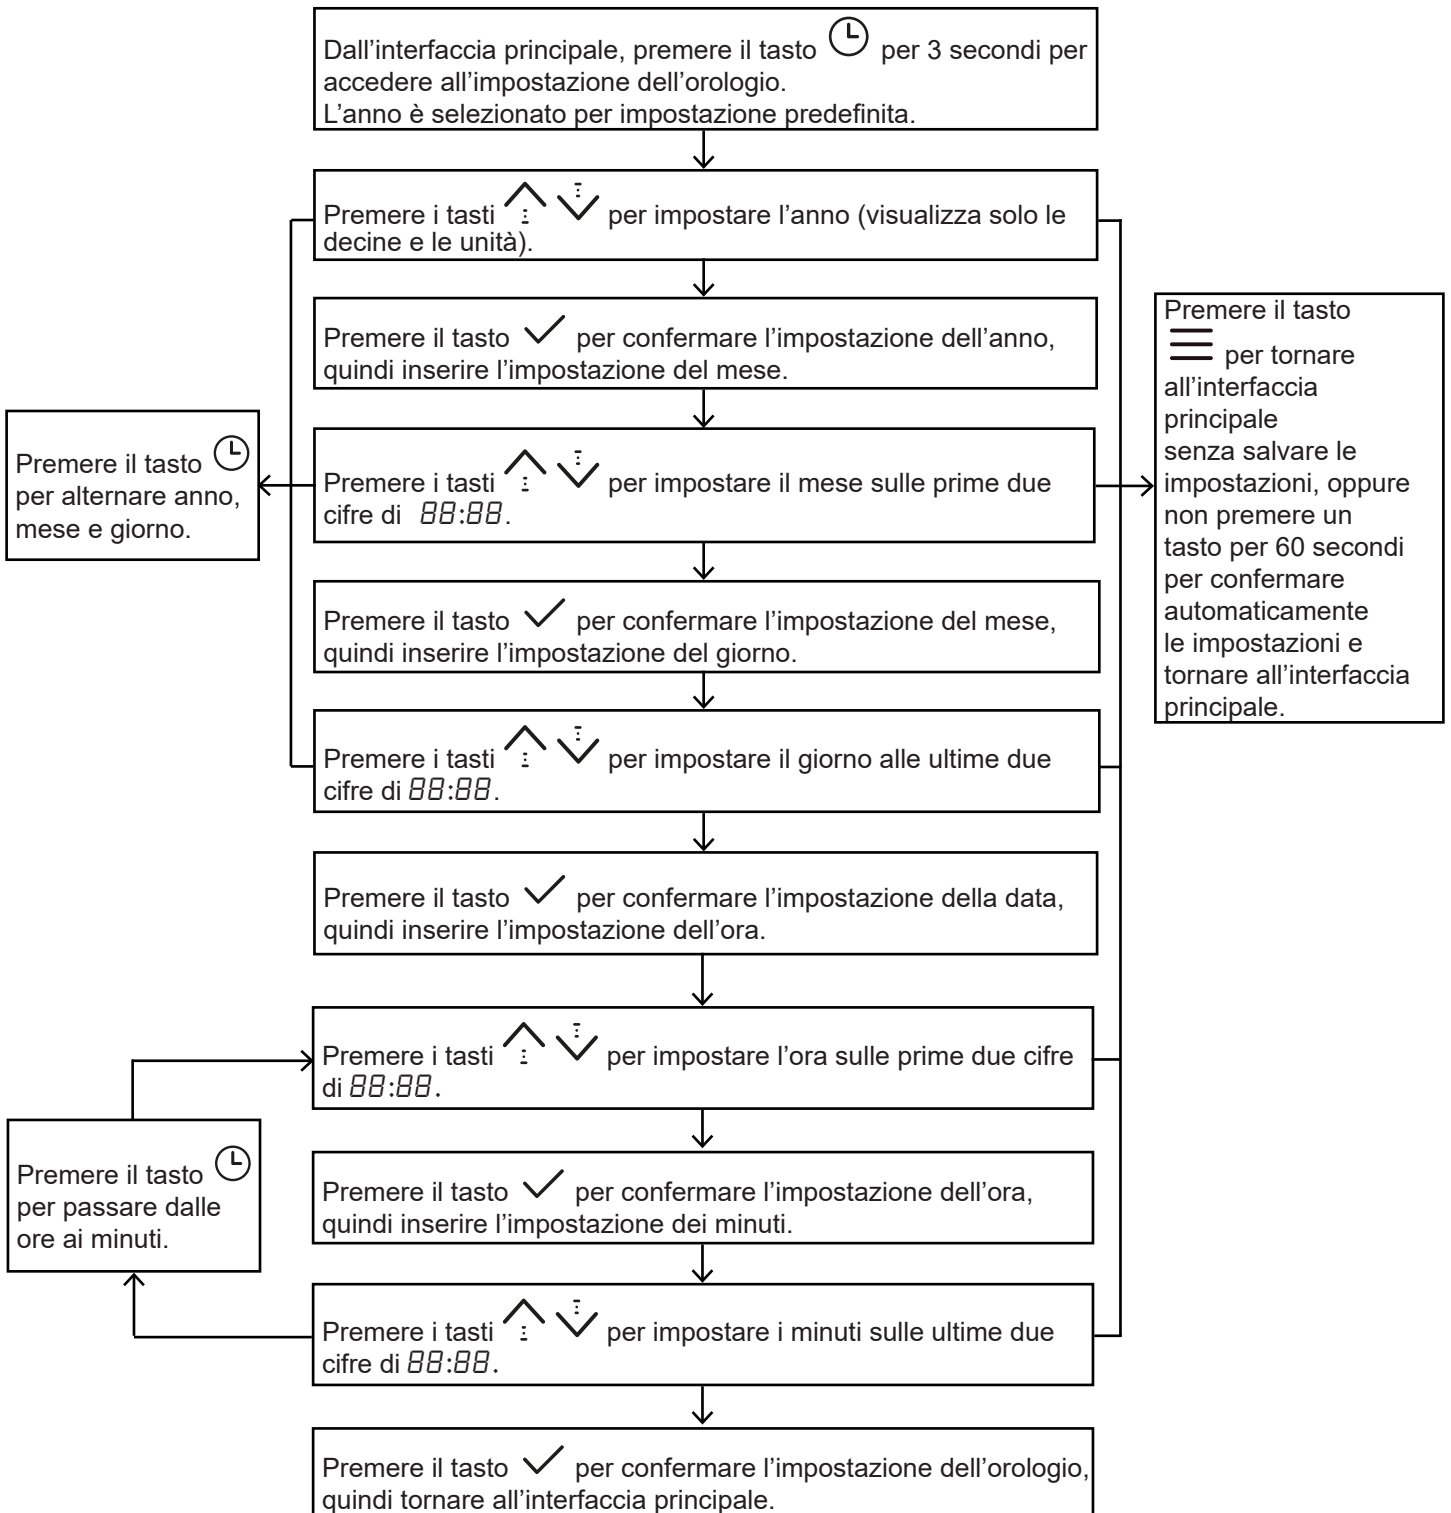 Dall’interfaccia principale, premere il tasto per 3 secondi per
accedere all’impostazione dell’orologio.
L’anno è selezionato per impostazione predefinita.
Premere i tasti per impostare l’anno (visualizza solo le
decine e le unità).
Premere il tasto per confermare l’impostazione dell’anno,
quindi inserire l’impostazione del mese.
Premere il tasto
per alternare anno,
mese e giorno.
Premere i tasti per impostare il mese sulle prime due
cifre di 88:88.
Premere il tasto
per tornare
all’interfaccia
principale
senza salvare le
impostazioni, oppure
non premere un
tasto per 60 secondi
per confermare
automaticamente
le impostazioni e
tornare all’interfaccia
principale.
Premere il tasto per confermare l’impostazione del mese,
quindi inserire l’impostazione del giorno.
Premere i tasti per impostare il giorno alle ultime due
cifre di 88:88.
Premere il tasto per confermare l’impostazione della data,
quindi inserire l’impostazione dell’ora.
Premere i tasti per impostare l’ora sulle prime due cifre
di 88:88.
Premere il tasto
per passare dalle
ore ai minuti.
Premere il tasto per confermare l’impostazione dell’ora,
quindi inserire l’impostazione dei minuti.
Premere i tasti per impostare i minuti sulle ultime due
cifre di 88:88.
Premere il tasto per confermare l’impostazione dell’orologio,
quindi tornare all’interfaccia principale.